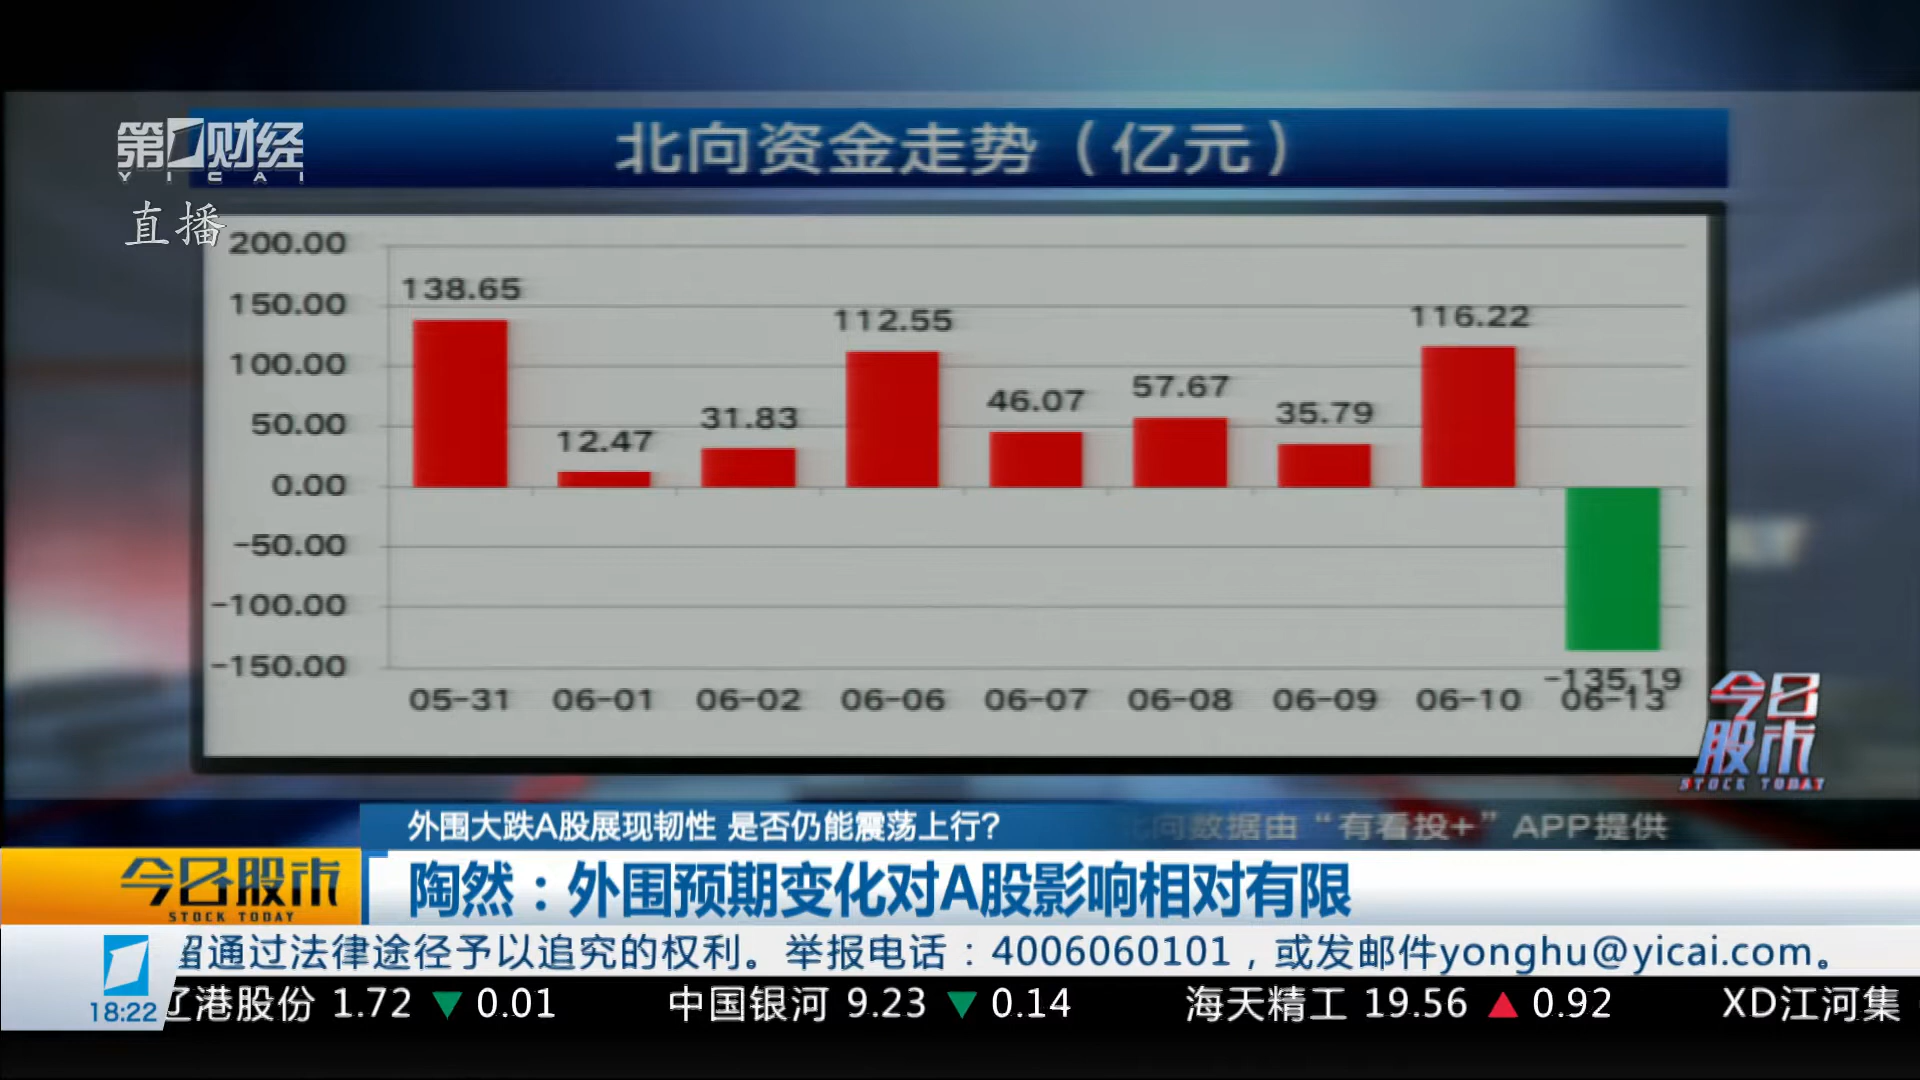 第一财经
YICAI
直播
北向资金走势（亿元）
200.00
150.00
100.00
50.00
0.00
-50.00
-100.00
-150.00
138.65
12.47
31.83
112.55
46.07
57.67
35.79
116.22
-135.19
05-31 06-01 06-02 06-06 06-07 06-08 06-09 06-10 06-13
今日股市
STOCK TODAY
外围大跌A股展现韧性 是否仍能震荡上行?
北向数据由“有看投+”APP提供
今日股市
STOCK TODAY
陶然：外围预期变化对A股影响相对有限
留通过法律途径予以追究的权利。举报电话：4006060101，或发邮件yonghu@yicai.com。
18:22
辽港股份 1.72 ▼ 0.01 中国银河 9.23 ▼ 0.14 海天精工 19.56 ▲ 0.92 XD江河集